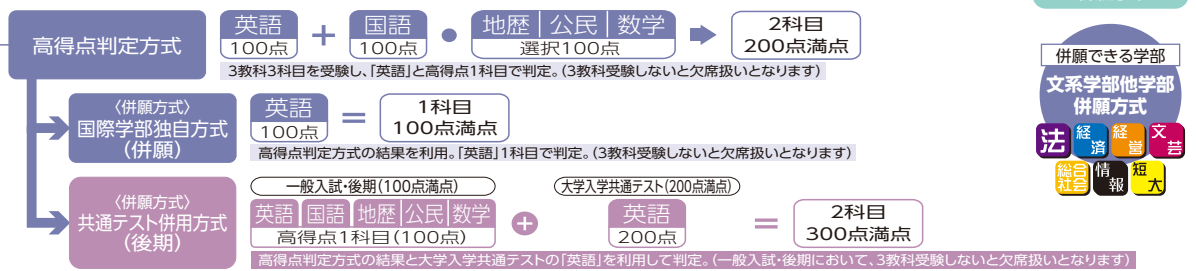 高得点判定方式
英語
100点
+
国語
100点
●
地歴 公民 数学
選択100点
2科目
200点満点
3教科3科目を受験し、「英語」と高得点1科目で判定。(3教科受験しないと欠席扱いとなります)
〈併願方式〉
国際学部独自方式
(併願)
英語
100点
=
1科目
100点満点
高得点判定方式の結果を利用。「英語」1科目で判定。(3教科受験しないと欠席扱いとなります)
〈併願方式〉
共通テスト併用方式
(後期)
一般入試・後期(100点満点)
英語 国語 地歴 公民 数学
高得点1科目(100点)
+
(大学入学共通テスト(200点満点))
英語
200点
=
2科目
300点満点
高得点判定方式の結果と大学入学共通テストの「英語」を利用して判定。(一般入試・後期において、3教科受験しないと欠席扱いとなります)
併願できる学部
文系学部他学部
併願方式
法 経済 経営 文芸
総合社会 情報 短大